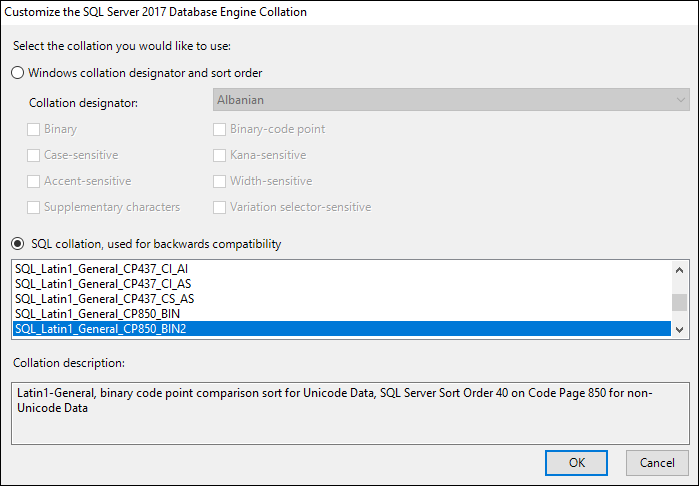 Customize the SQL Server 2017 Database Engine Collation
Select the collation you would like to use:
Windows collation designator and sort order
Collation designator: Albanian
Binary Binary-code point
Case-sensitive Kana-sensitive
Accent-sensitive Width-sensitive
Supplementary characters Variation selector-sensitive
SQL collation, used for backwards compatibility
SQL_Latin1_General_CP437_CI_AI
SQL_Latin1_General_CP437_CI_AS
SQL_Latin1_General_CP437_CS_AS
SQL_Latin1_General_CP850_BIN
SQL_Latin1_General_CP850_BIN2
Collation description:
Latin1-General, binary code point comparison sort for Unicode Data, SQL Server Sort Order 40 on Code Page 850 for non-
Unicode Data
OK Cancel